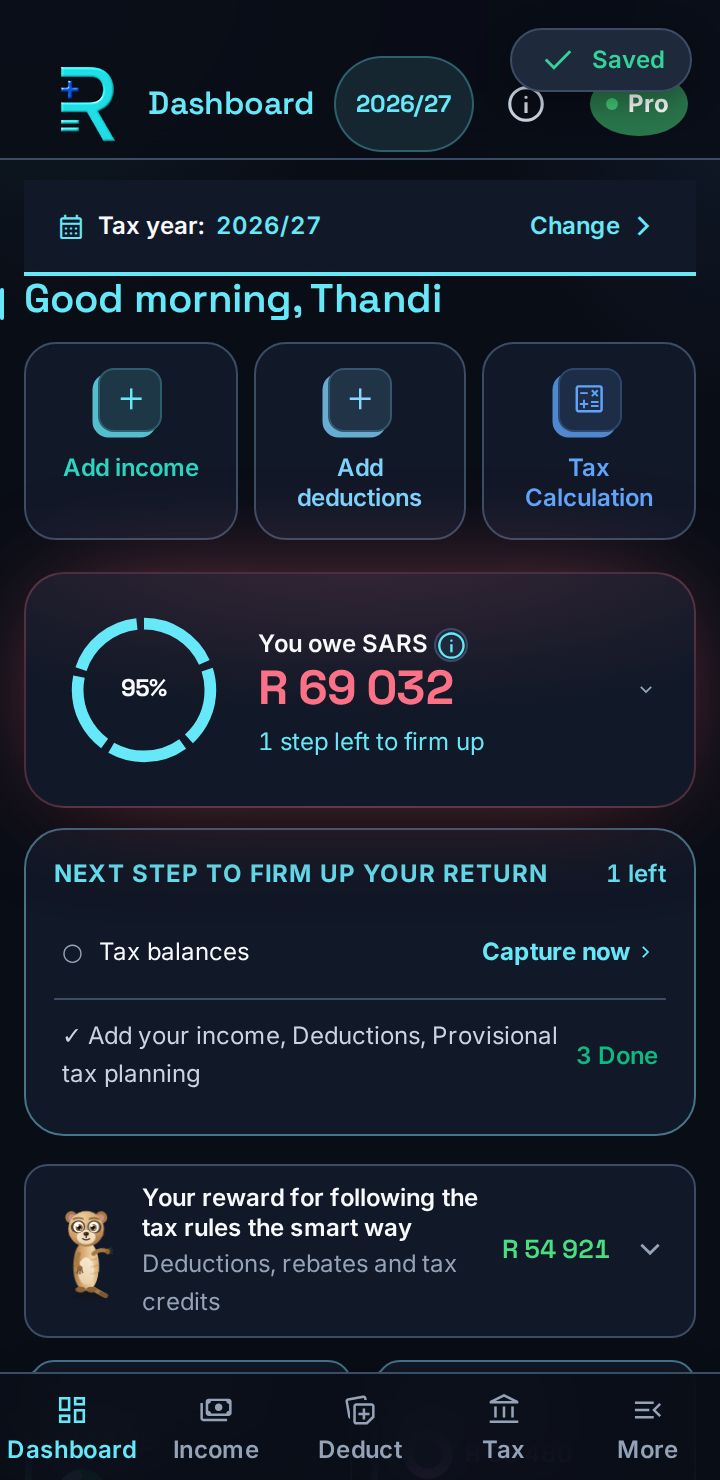 Saved
Dashboard
2026/27
Pro
Tax year: 2026/27
Change
Good morning, Thandi
Add income
Add
deductions
Tax
Calculation
95%
You owe SARS
R 69 032
1 step left to firm up
NEXT STEP TO FIRM UP YOUR RETURN
1 left
Tax balances
Capture now
✓ Add your income, Deductions, Provisional
tax planning
3 Done
Your reward for following the
tax rules the smart way
Deductions, rebates and tax
credits
R 54 921
Dashboard
Income
Deduct
Tax
More